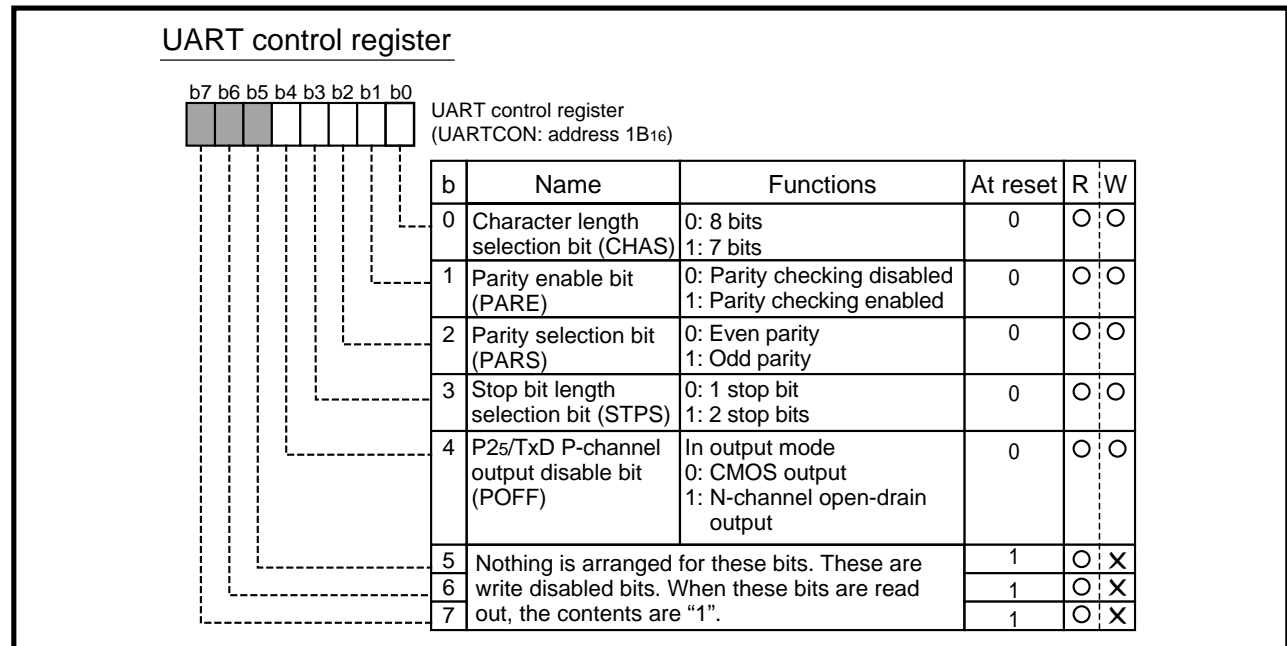 UART control register
b7 b6 b5 b4 b3 b2 b1 b0
UART control register
(UARTCON: address 1B16)
b Name Functions At reset R W
0 Character length selection bit (CHAS) 0: 8 bits 1: 7 bits 0 O O
1 Parity enable bit (PARE) 0: Parity checking disabled 1: Parity checking enabled 0 O O
2 Parity selection bit (PARS) 0: Even parity 1: Odd parity 0 O O
3 Stop bit length selection bit (STPS) 0: 1 stop bit 1: 2 stop bits 0 O O
4 P25/TxD P-channel output disable bit (POFF) In output mode 0: CMOS output 1: N-channel open-drain output 0 O O
5 Nothing is arranged for these bits. These are 1 O X
6 write disabled bits. When these bits are read 1 O X
7 out, the contents are “1”. 1 O X